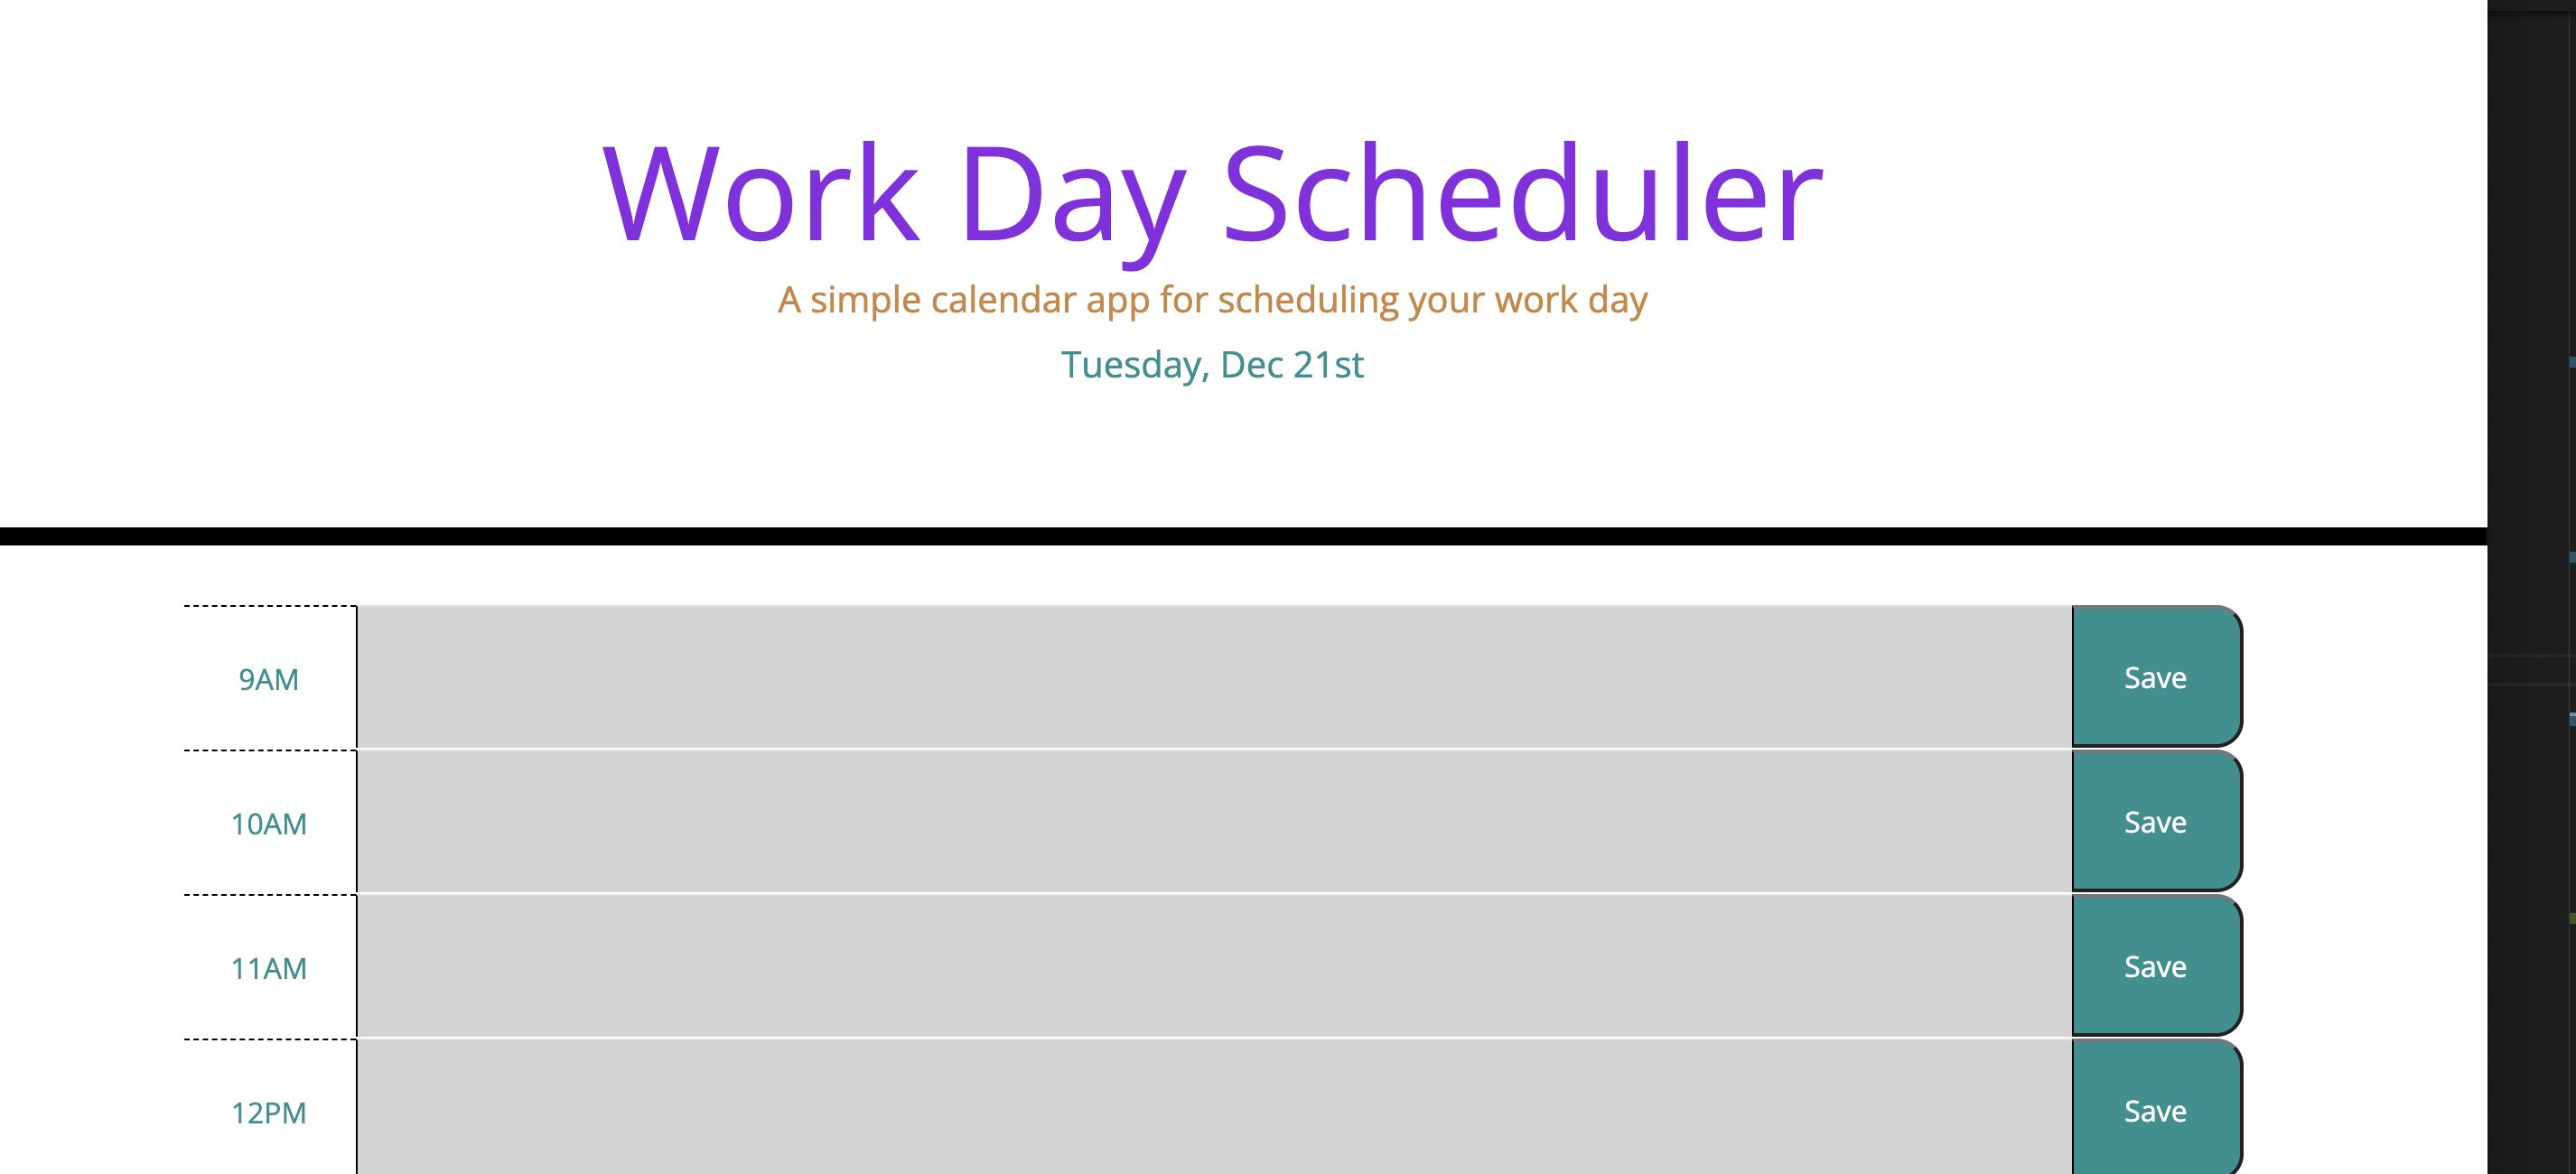 Work Day Scheduler
A simple calendar app for scheduling your work day
Tuesday, Dec 21st
9AM Save
10AM Save
11AM Save
12PM Save